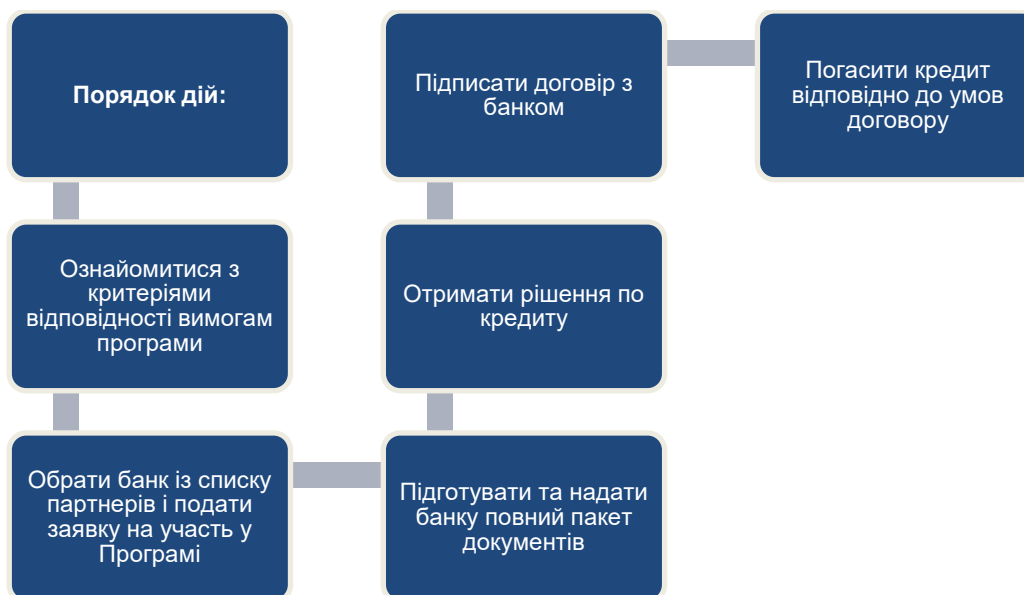 Порядок дій:
Ознайомитися з
критеріями
відповідності вимогам
програми
Обрати банк із списку
партнерів і подати
заявку на участь у
Програмі
Підготувати та надати
банку повний пакет
документів
Отримати рішення по
кредиту
Підписати договір з
банком
Погасити кредит
відповідно до умов
договору